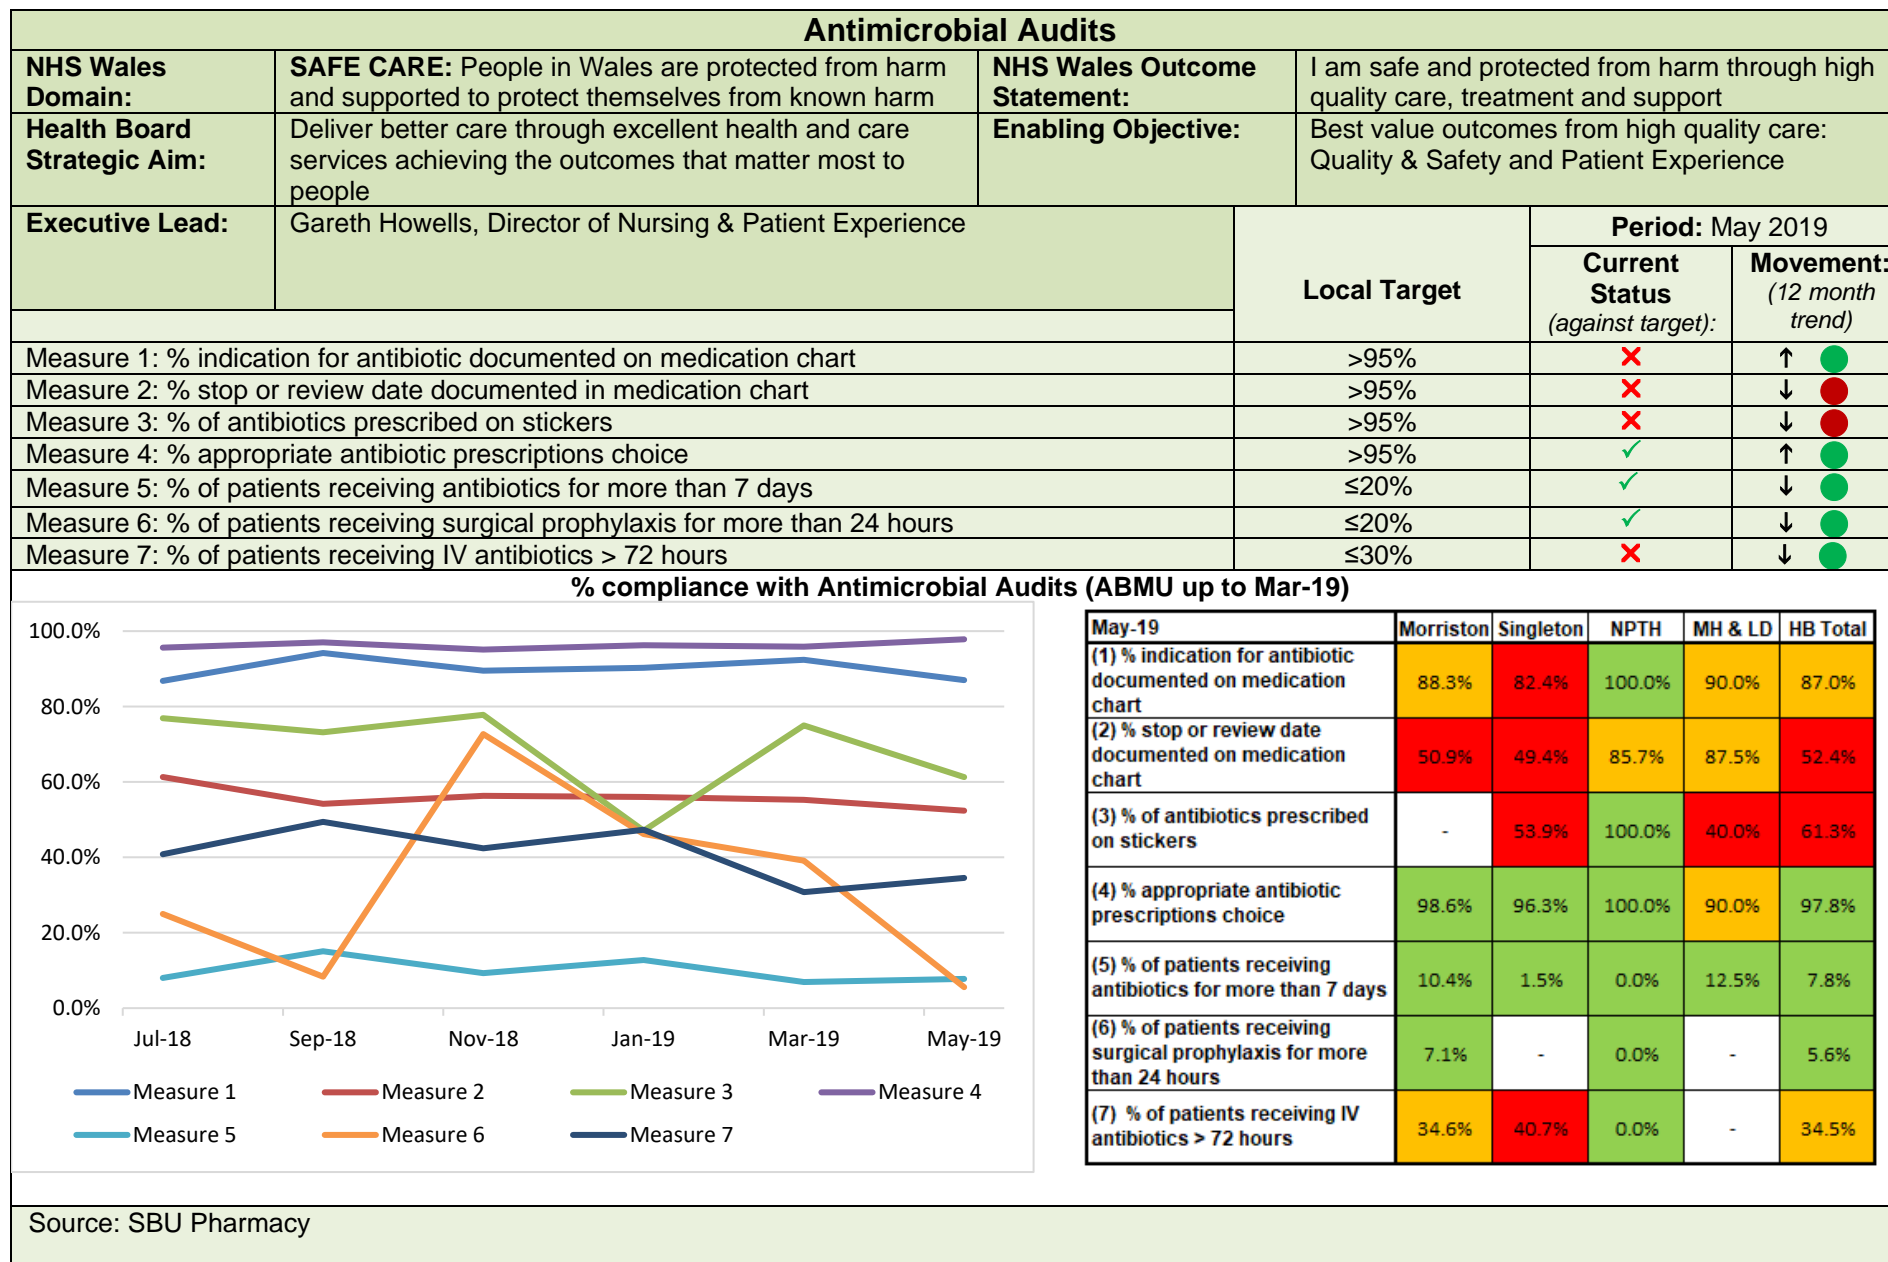 Antimicrobial Audits
NHS Wales
Domain:
SAFE CARE: People in Wales are protected from harm
and supported to protect themselves from known harm
NHS Wales Outcome
Statement:
I am safe and protected from harm through high
quality care, treatment and support
Health Board
Strategic Aim:
Deliver better care through excellent health and care
services achieving the outcomes that matter most to
people
Enabling Objective:
Best value outcomes from high quality care:
Quality & Safety and Patient Experience
Executive Lead:
Gareth Howells, Director of Nursing & Patient Experience
Local Target
Period: May 2019
Current
Status
(against target):
Movement:
(12 month
trend)
Measure 1: % indication for antibiotic documented on medication chart >95% ✘ ↑
Measure 2: % stop or review date documented in medication chart >95% ✘ ↓
Measure 3: % of antibiotics prescribed on stickers >95% ✘ ↓
Measure 4: % appropriate antibiotic prescriptions choice >95% ✓ ↑
Measure 5: % of patients receiving antibiotics for more than 7 days ≤20% ✓ ↓
Measure 6: % of patients receiving surgical prophylaxis for more than 24 hours ≤20% ✓ ↓
Measure 7: % of patients receiving IV antibiotics > 72 hours ≤30% ✘ ↓
% compliance with Antimicrobial Audits (ABMU up to Mar-19)
100.0%
80.0%
60.0%
40.0%
20.0%
0.0%
Jul-18 Sep-18 Nov-18 Jan-19 Mar-19 May-19
Measure 1 Measure 2 Measure 3 Measure 4
Measure 5 Measure 6 Measure 7
May-19 Morriston Singleton NPTH MH & LD HB Total
(1) % indication for antibiotic
documented on medication
chart
88.3% 82.4% 100.0% 90.0% 87.0%
(2) % stop or review date
documented on medication
chart
50.9% 49.4% 85.7% 87.5% 52.4%
(3) % of antibiotics prescribed
on stickers
- 53.9% 100.0% 40.0% 61.3%
(4) % appropriate antibiotic
prescriptions choice
98.6% 96.3% 100.0% 90.0% 97.8%
(5) % of patients receiving
antibiotics for more than 7 days
10.4% 1.5% 0.0% 12.5% 7.8%
(6) % of patients receiving
surgical prophylaxis for more
than 24 hours
7.1% - 0.0% - 5.6%
(7) % of patients receiving IV
antibiotics > 72 hours
34.6% 40.7% 0.0% - 34.5%
Source: SBU Pharmacy